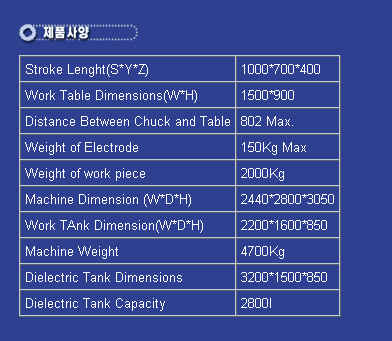 제품사양
Stroke Lenght(S*Y*Z) 1000*700*400
Work Table Dimensions(W*H) 1500*900
Distance Between Chuck and Table 802 Max.
Weight of Electrode 150Kg Max
Weight of work piece 2000Kg
Machine Dimension (W*D*H) 2440*2800*3050
Work TAnk Dimension(W*D*H) 2200*1600*850
Machine Weight 4700Kg
Dielectric Tank Dimensions 3200*1500*850
Dielectric Tank Capacity 2800l